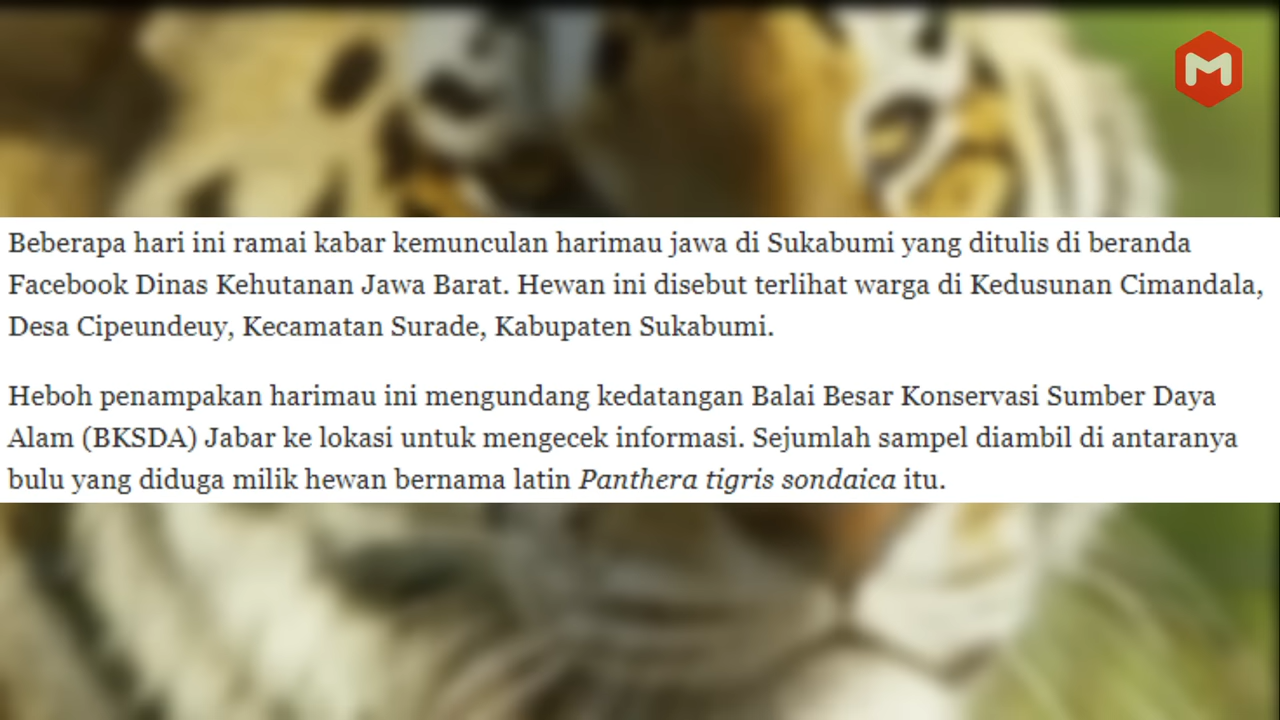 M
Beberapa hari ini ramai kabar kemunculan harimau jawa di Sukabumi yang ditulis di beranda
Facebook Dinas Kehutanan Jawa Barat. Hewan ini disebut terlihat warga di Kedusunan Cimandala,
Desa Cipeundeuy, Kecamatan Surade, Kabupaten Sukabumi.
Heboh penampakan harimau ini mengundang kedatangan Balai Besar Konservasi Sumber Daya
Alam (BKSDA) Jabar ke lokasi untuk mengecek informasi. Sejumlah sampel diambil di antaranya
bulu yang diduga milik hewan bernama latin Panthera tigris sondaica itu.